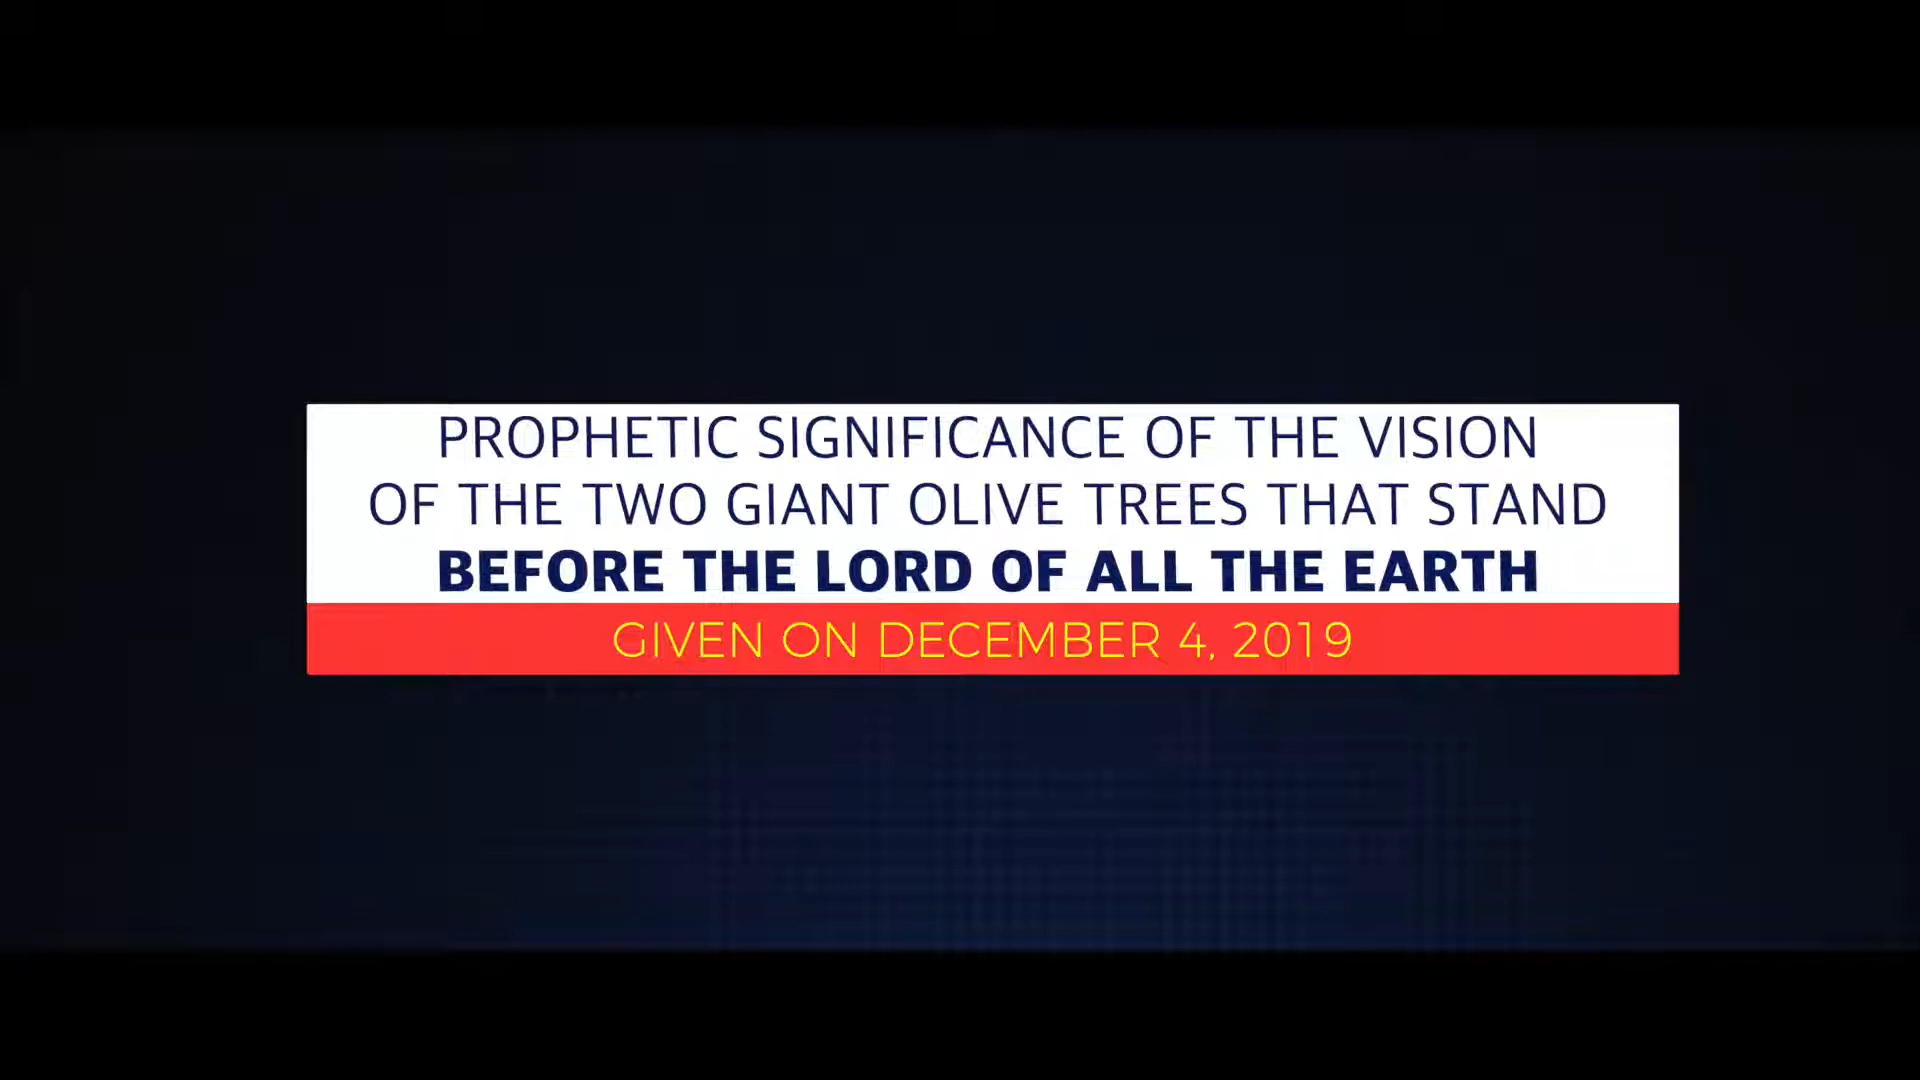 PROPHETIC SIGNIFICANCE OF THE VISION
OF THE TWO GIANT OLIVE TREES THAT STAND
BEFORE THE LORD OF ALL THE EARTH
GIVEN ON DECEMBER 4, 2019